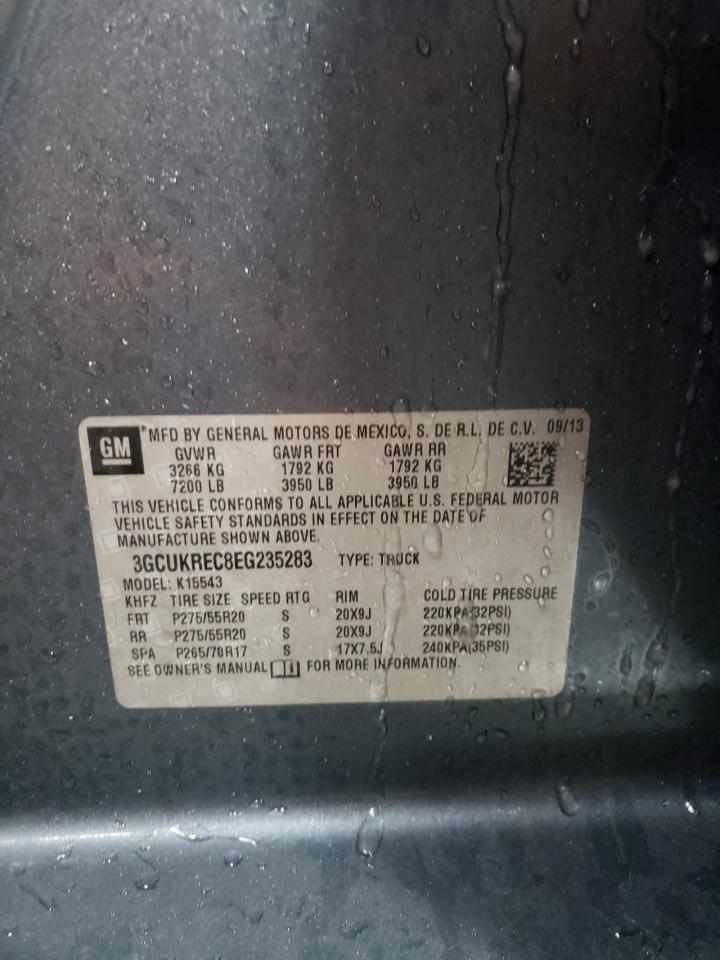 GM
*MFD BY GENERAL MOTORS DE MEXICO, S. DE R.L. DE C.V. 09/13
GVWR GAWR FRT GAWR RR
3266 KG 1792 KG 1792 KG
7200 LB 3950 LB 3950 LB
THIS VEHICLE CONFORMS TO ALL APPLICABLE U.S. FEDERAL MOTOR
VEHICLE SAFETY STANDARDS IN EFFECT ON THE DATE OF
MANUFACTURE SHOWN ABOVE.
3GCUKREC8EG235283 TYPE: TRUCK
MODEL: K15543
KHFZ TIRE SIZE SPEED RTG RIM COLD TIRE PRESSURE
FRT P275/55R20 S 20X9J 220KPA(32PSI)
RR P275/55R20 S 20X9J 220KPA(32PSI)
SPA P265/70R17 S 17X7.5J 240KPA(35PSI)
SEE OWNER'S MANUAL FOR MORE INFORMATION.